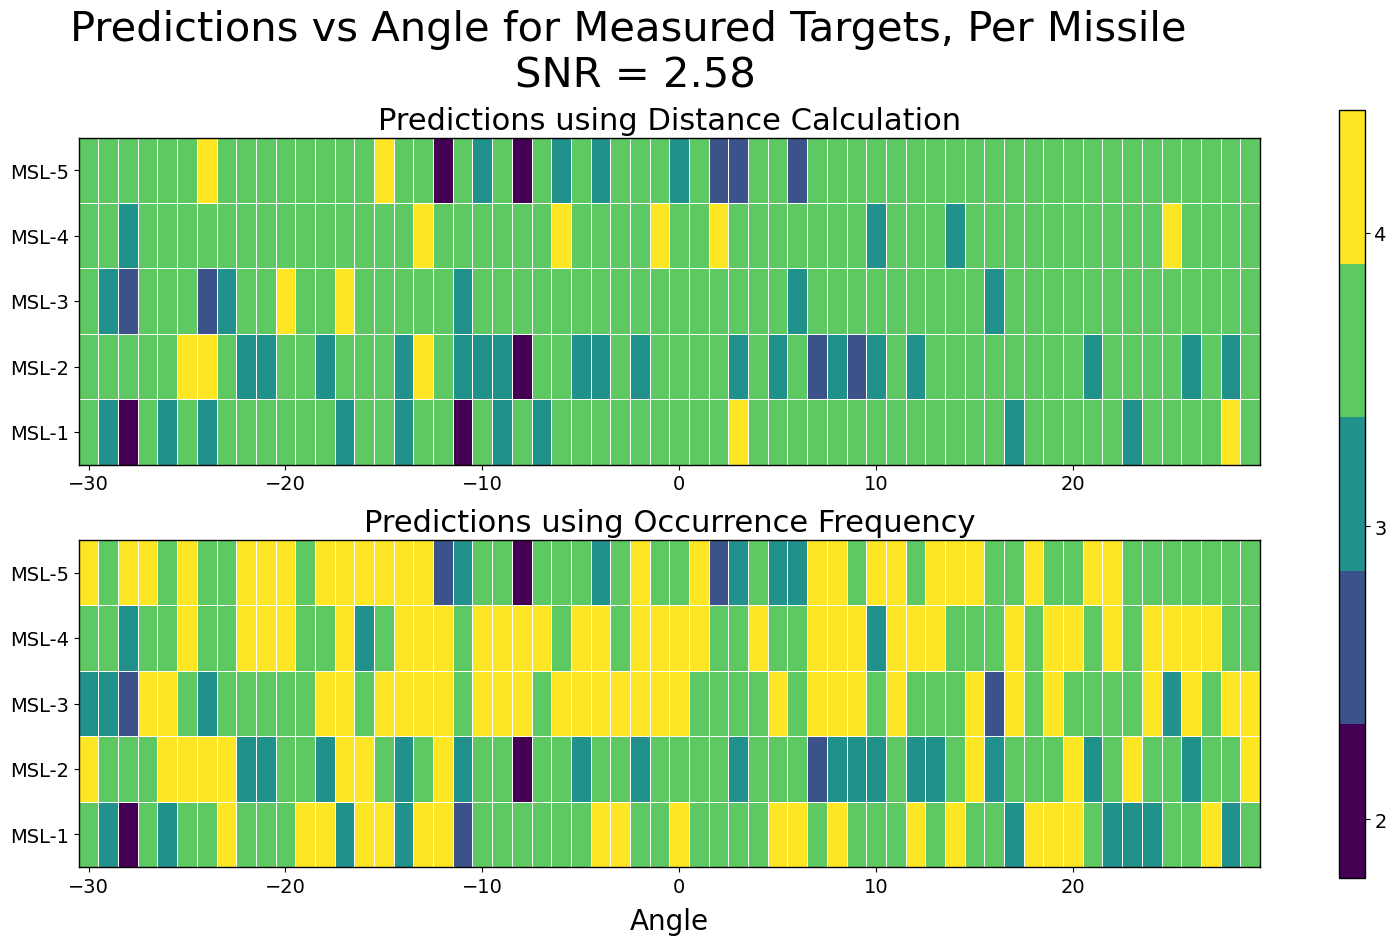 Predictions vs Angle for Measured Targets, Per Missile
SNR = 2.58
Predictions using Distance Calculation
MSL-5
MSL-4
MSL-3
MSL-2
MSL-1
−30 −20 −10 0 10 20
Predictions using Occurrence Frequency
MSL-5
MSL-4
MSL-3
MSL-2
MSL-1
−30 −20 −10 0 10 20
Angle
4
3
2